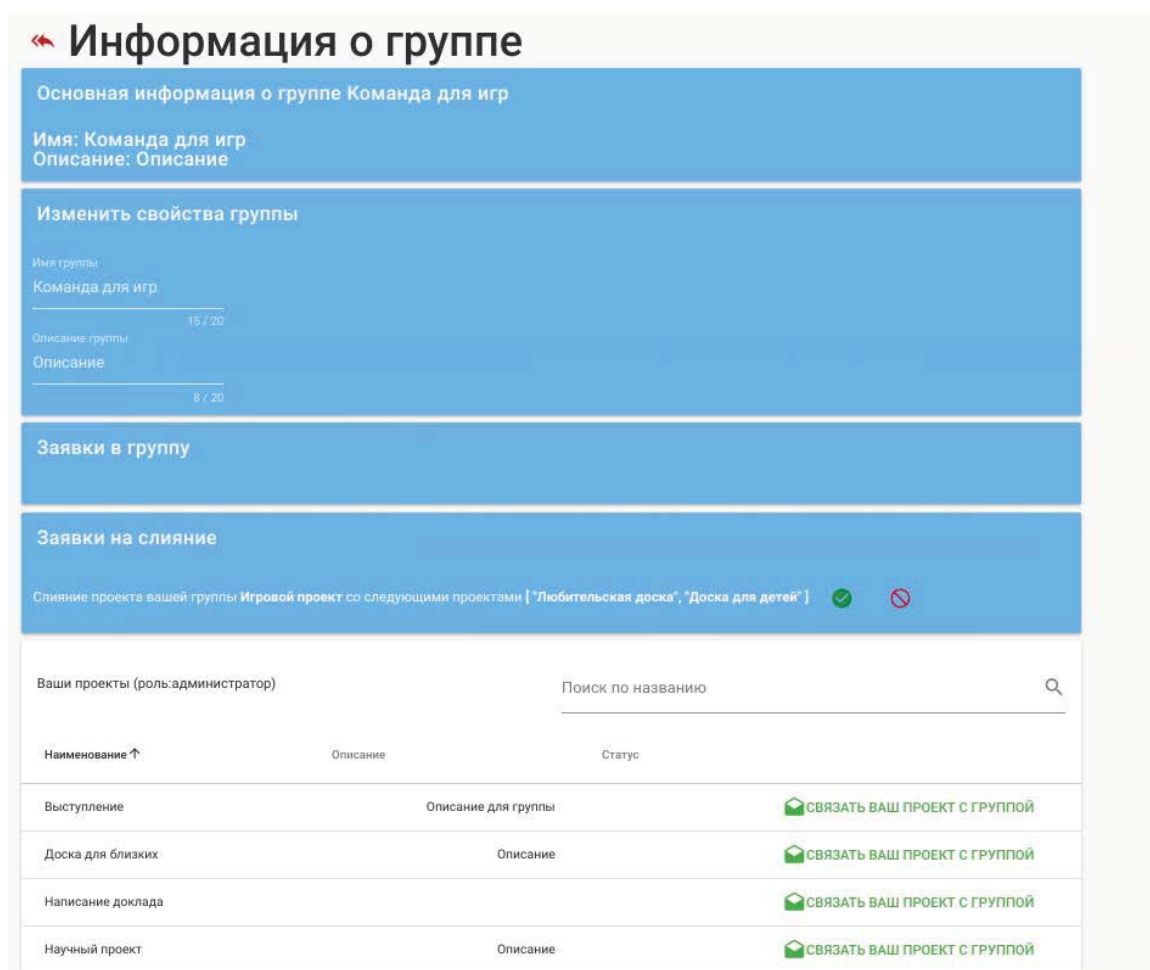 Информация о группе
Основная информация о группе Команда для игр
Имя: Команда для игр
Описание: Описание
Изменить свойства группы
Имя группы
Команда для игр
15 / 20
Описание группы
Описание
8 / 20
Заявки в группу
Заявки на слияние
Слияние проекта вашей группы Игровой проект со следующими проектами [ "Любительская доска", "Доска для детей" ]
Ваши проекты (роль:администратор) Поиск по названию
Наименование Описание Статус
Выступление Описание для группы СВЯЗАТЬ ВАШ ПРОЕКТ С ГРУППОЙ
Доска для близких Описание СВЯЗАТЬ ВАШ ПРОЕКТ С ГРУППОЙ
Написание доклада СВЯЗАТЬ ВАШ ПРОЕКТ С ГРУППОЙ
Научный проект Описание СВЯЗАТЬ ВАШ ПРОЕКТ С ГРУППОЙ